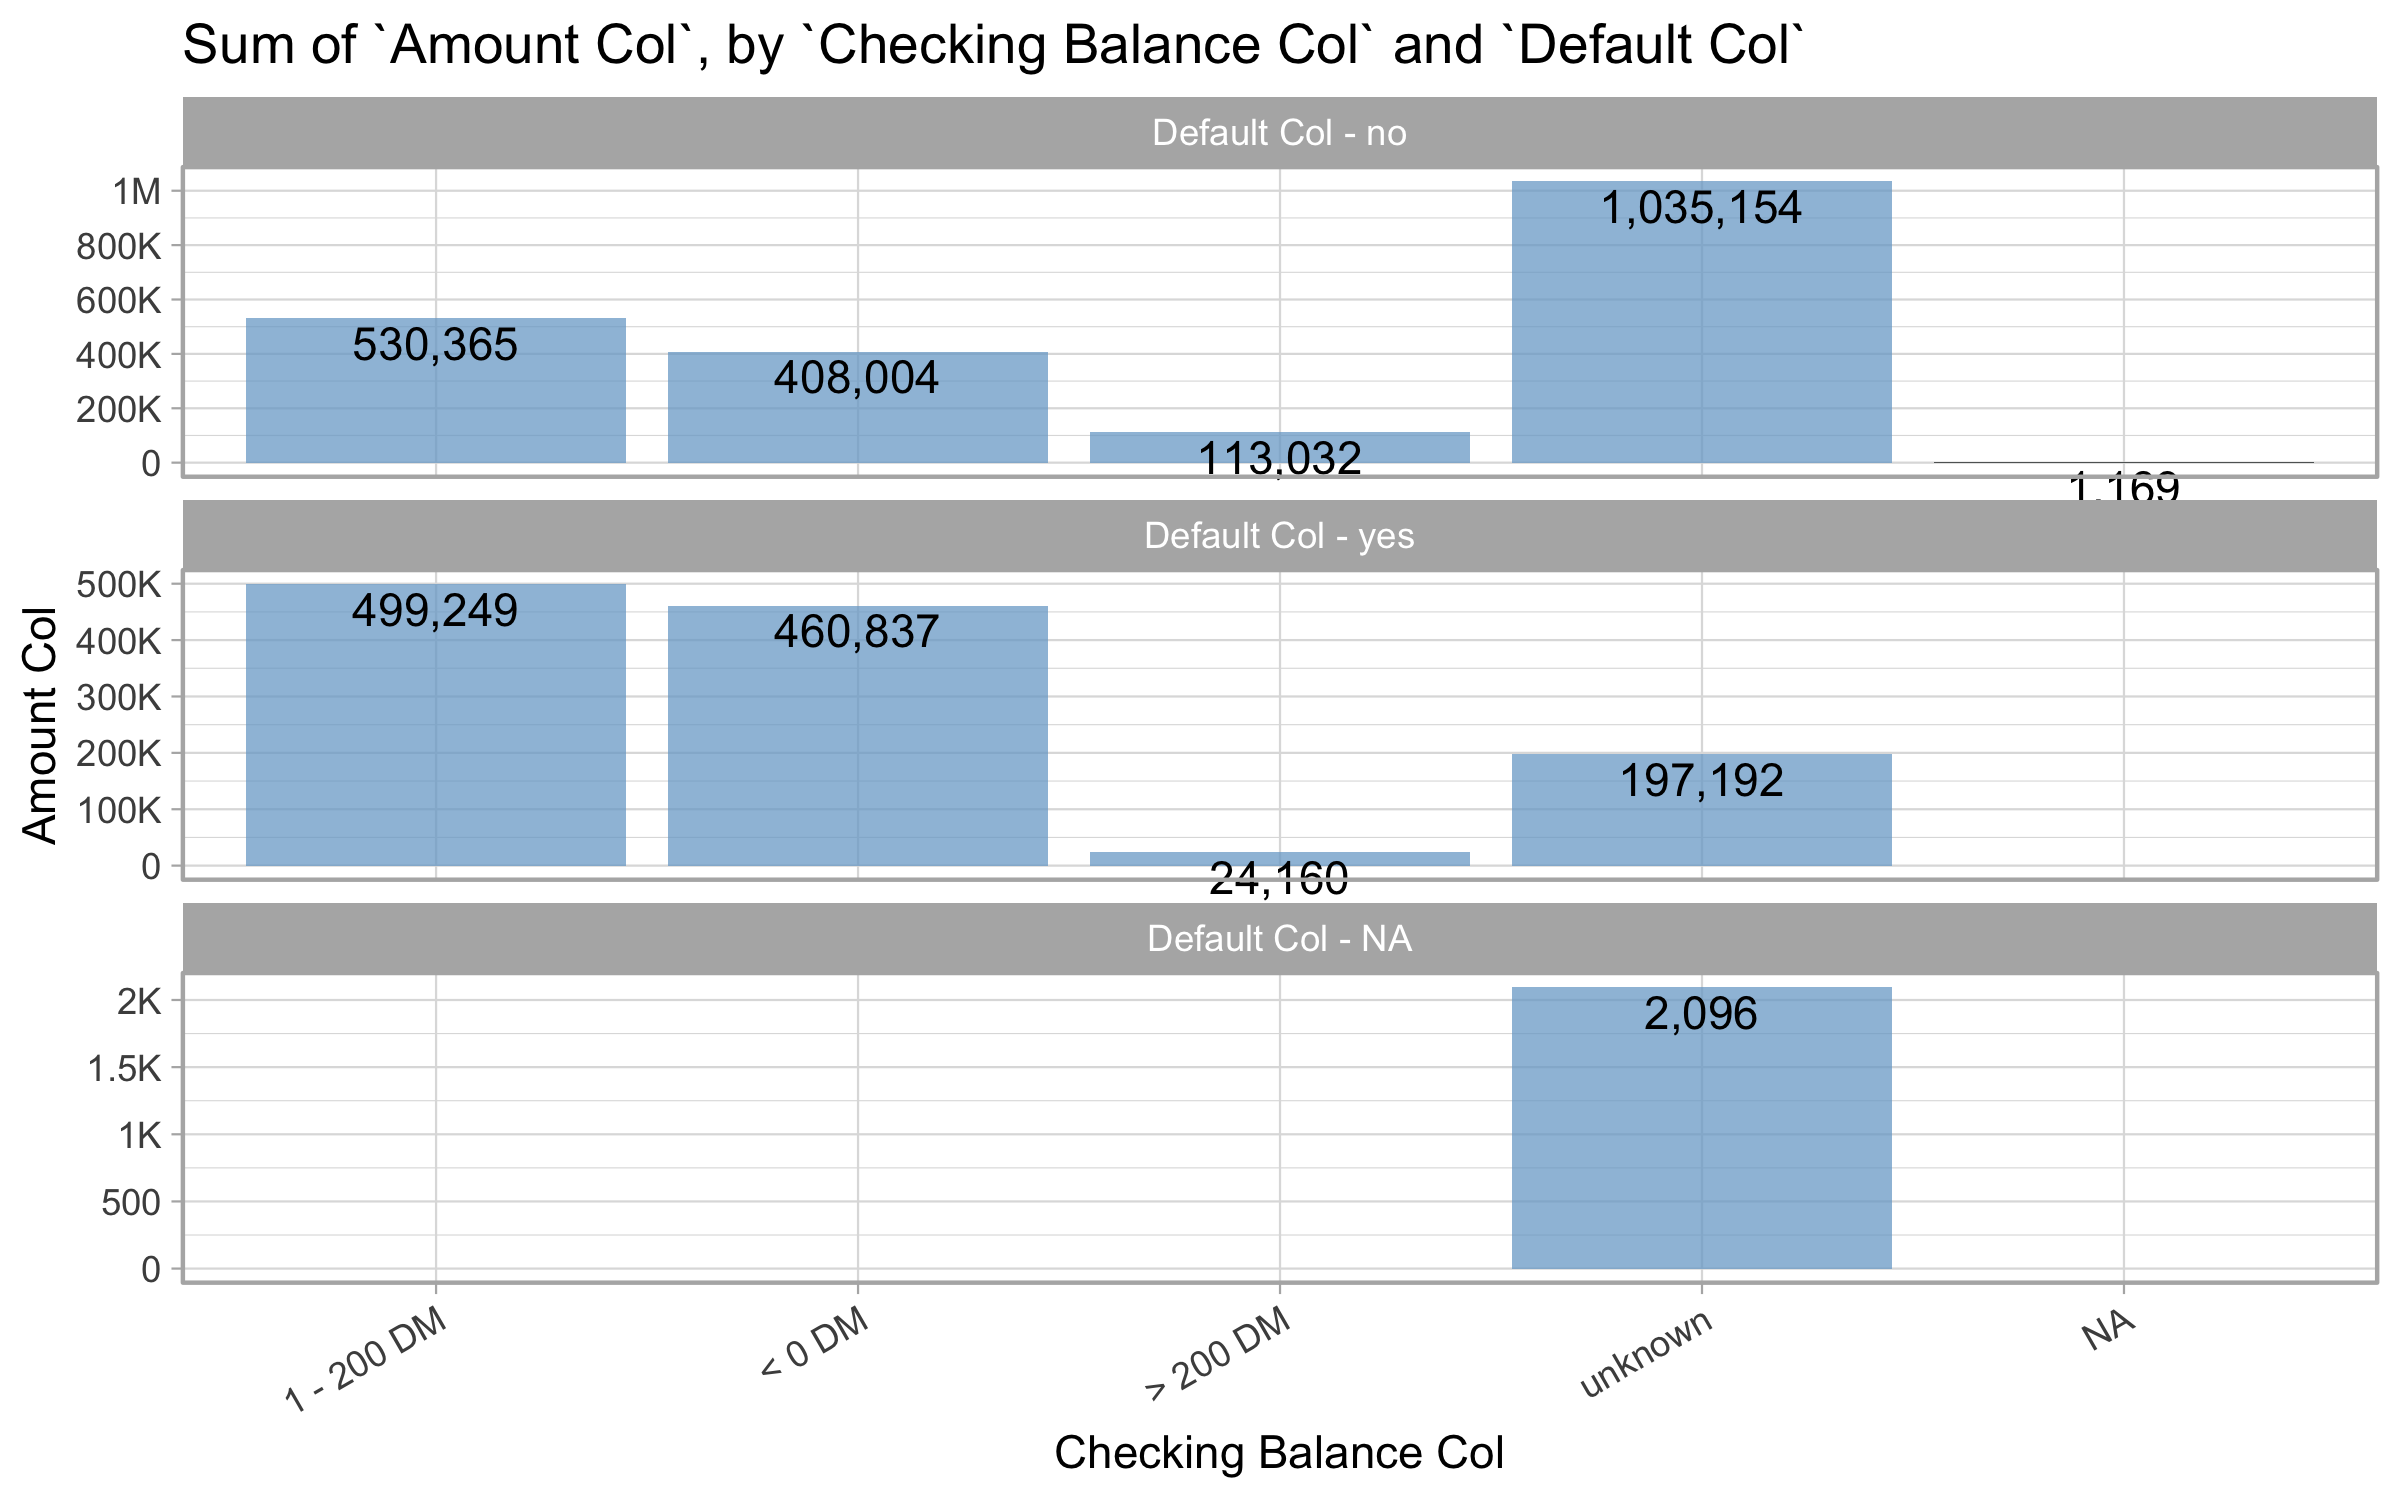 Sum of `Amount Col`, by `Checking Balance Col` and `Default Col`
Default Col - no
1M
800K
600K
400K
200K
0
530,365
408,004
113,032
1,035,154
1,169
Default Col - yes
500K
400K
300K
200K
100K
0
499,249
460,837
24,160
197,192
Default Col - NA
2K
1.5K
1K
500
0
2,096
Amount Col
1 - 200 DM
< 0 DM
> 200 DM
unknown
NA
Checking Balance Col